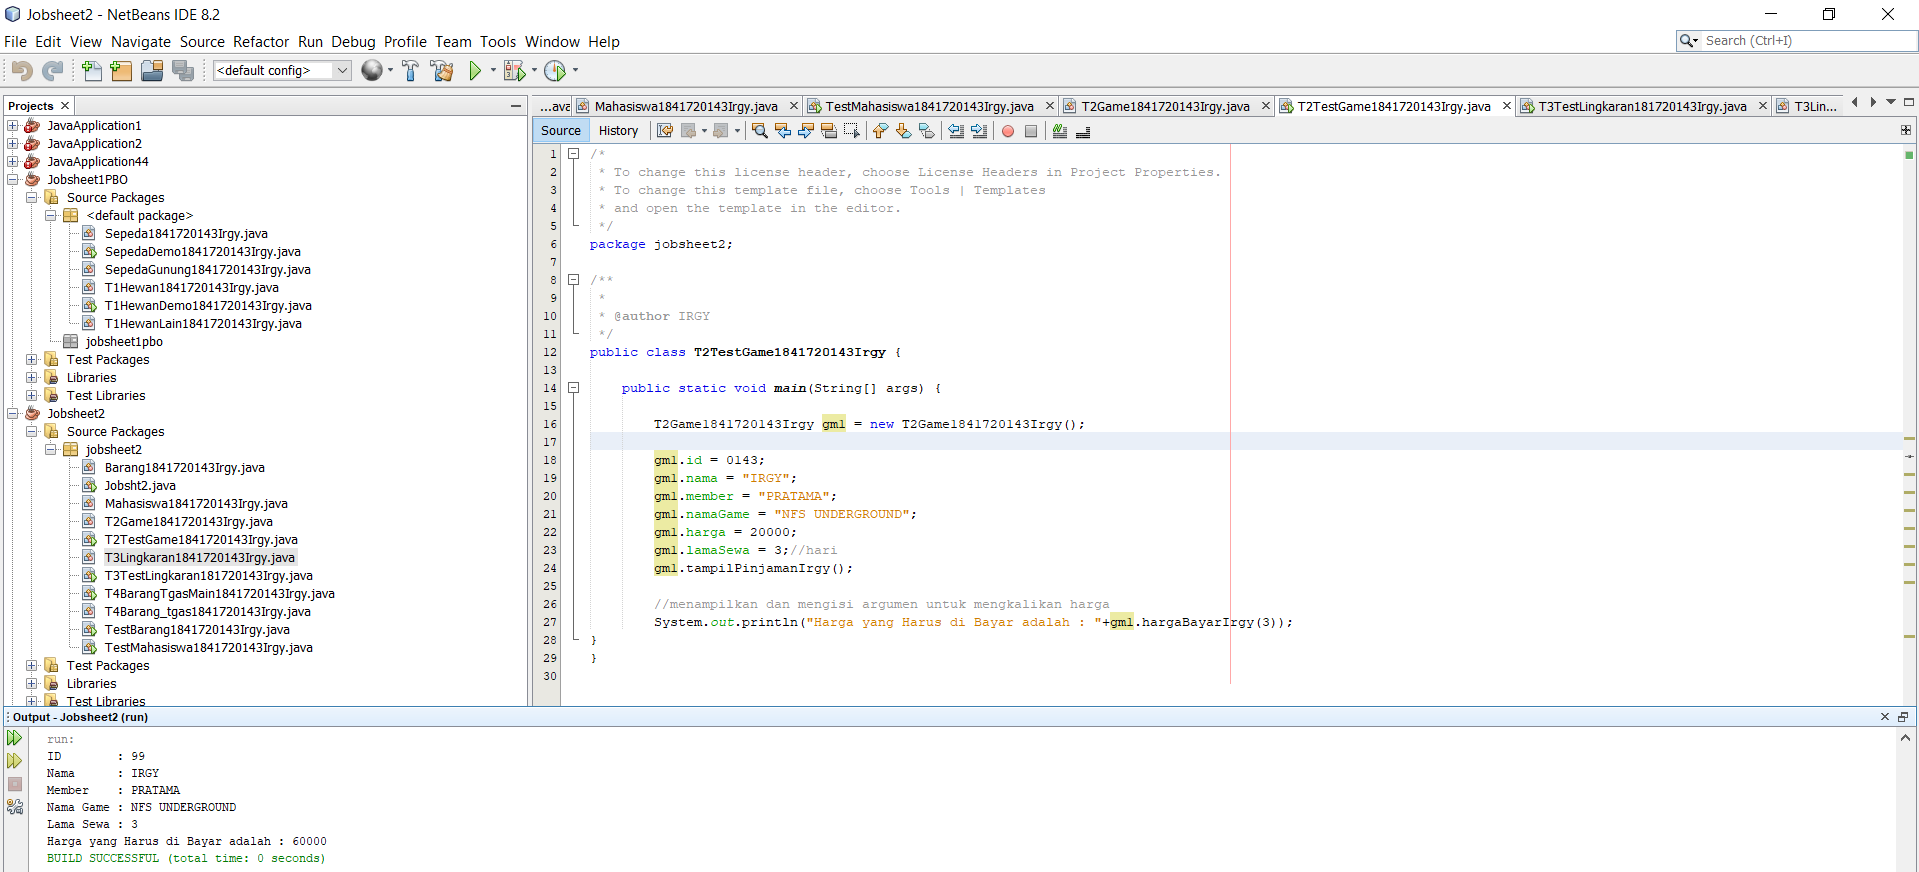 Jobsheet2 - NetBeans IDE 8.2
File Edit View Navigate Source Refactor Run Debug Profile Team Tools Window Help
Search (Ctrl+I)
<default config>
Projects
...ava Mahasiswa1841720143Irgy.java TestMahasiswa1841720143Irgy.java T2Game1841720143Irgy.java T2TestGame1841720143Irgy.java T3TestLingkaran181720143Irgy.java T3Lin...
Source History
JavaApplication1
JavaApplication2
JavaApplication44
Jobsheet1PBO
Source Packages
<default package>
Sepeda1841720143Irgy.java
SepedaDemo1841720143Irgy.java
SepedaGunung1841720143Irgy.java
T1Hewan1841720143Irgy.java
T1HewanDemo1841720143Irgy.java
T1HewanLain1841720143Irgy.java
jobsheet1pbo
Test Packages
Libraries
Test Libraries
Jobsheet2
Source Packages
jobsheet2
Barang1841720143Irgy.java
Jobsht2.java
Mahasiswa1841720143Irgy.java
T2Game1841720143Irgy.java
T2TestGame1841720143Irgy.java
T3Lingkaran1841720143Irgy.java
T3TestLingkaran181720143Irgy.java
T4BarangTgasMain1841720143Irgy.java
T4Barang_tgas1841720143Irgy.java
TestBarang1841720143Irgy.java
TestMahasiswa1841720143Irgy.java
Test Packages
Libraries
Test Libraries
1 /*
2 * To change this license header, choose License Headers in Project Properties.
3 * To change this template file, choose Tools | Templates
4 * and open the template in the editor.
5 */
6 package jobsheet2;
7
8 /**
9 *
10 * @author IRGY
11 */
12 public class T2TestGame1841720143Irgy {
13
14 public static void main(String[] args) {
15
16 T2Game1841720143Irgy gm1 = new T2Game1841720143Irgy();
17
18 gm1.id = 0143;
19 gm1.nama = "IRGY";
20 gm1.member = "PRATAMA";
21 gm1.namaGame = "NFS UNDERGROUND";
22 gm1.harga = 20000;
23 gm1.lamaSewa = 3;//hari
24 gm1.tampilPinjamanIrgy();
25
26 //menampilkan dan mengisi argumen untuk mengkalikan harga
27 System.out.println("Harga yang Harus di Bayar adalah : "+gm1.hargaBayarIrgy(3));
28 }
29 }
30
Output - Jobsheet2 (run)
run:
ID : 99
Nama : IRGY
Member : PRATAMA
Nama Game : NFS UNDERGROUND
Lama Sewa : 3
Harga yang Harus di Bayar adalah : 60000
BUILD SUCCESSFUL (total time: 0 seconds)